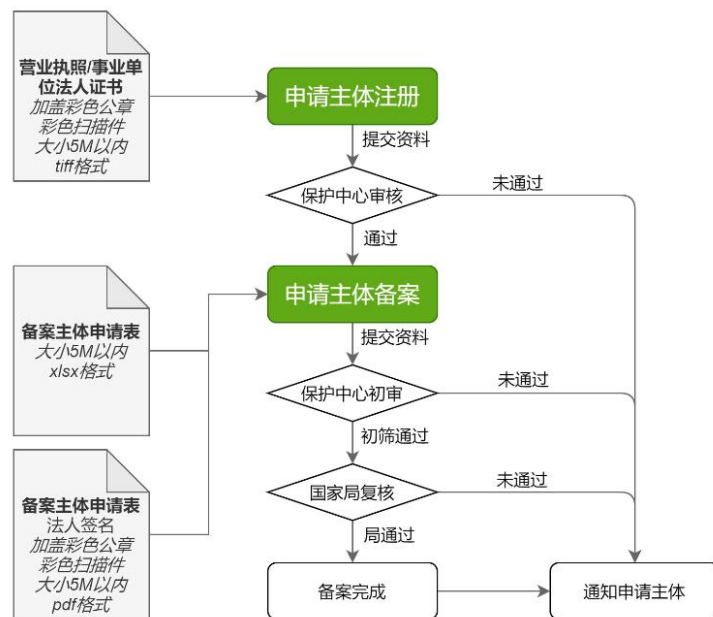 营业执照/事业单
位法人证书
加盖彩色公章
彩色扫描件
大小5M以内
tiff格式
申请主体注册
提交资料
保护中心审核
未通过
通过
备案主体申请表
大小5M以内
xlsx格式
申请主体备案
提交资料
保护中心初审
未通过
初筛通过
备案主体申请表
法人签名
加盖彩色公章
彩色扫描件
大小5M以内
pdf格式
国家局复核
未通过
局通过
备案完成
通知申请主体